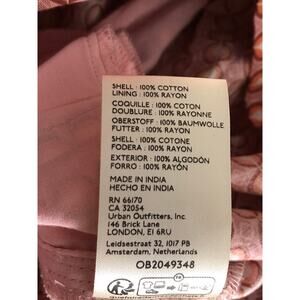 SHELL : 100% COTTON
LINING : 100% RAYON
COQUILLE : 100% COTON
DOUBLURE : 100% RAYONNE
OBERSTOFF : 100% BAUMWOLLE
FUTTER : 100% RAYON
SHELL : 100% COTONE
FODERA : 100% RAYON
EXTERIOR : 100% ALGODÓN
FORRO : 100% RAYÓN
MADE IN INDIA
HECHO EN INDIA
RN 66170
CA 32054
Urban Outfitters, Inc.
146 Brick Lane
LONDON, E1 6RU
Leidsestraat 32, 1017 PB
Amsterdam, Netherlands
OB2049348